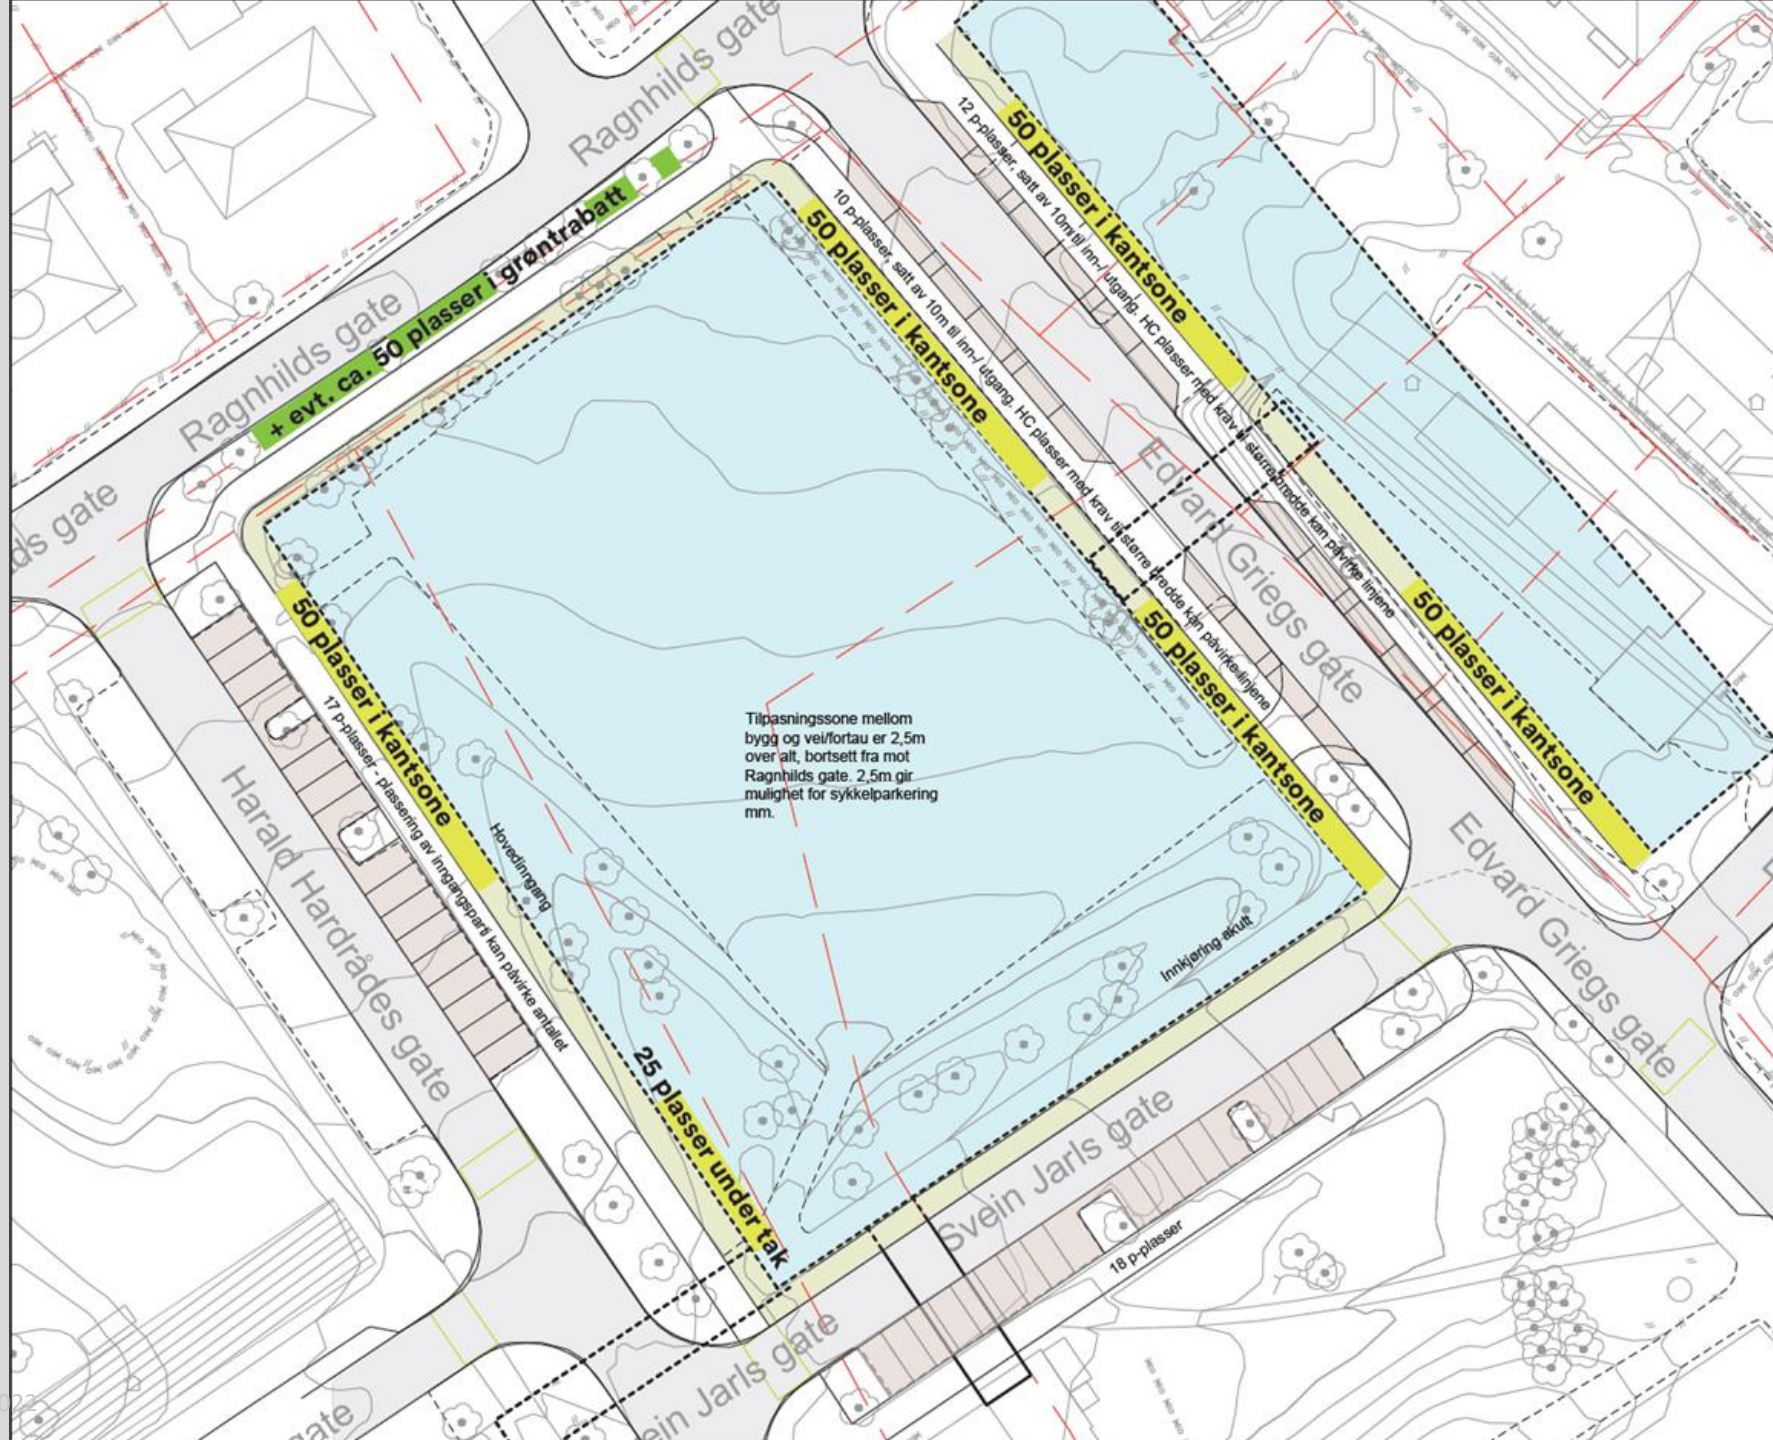 Ragnhilds gate
12 p-plasser, satt av 10m til inn-/ utgang. HC plasser med krav til større bredde kan påvirke linjene
50 plasser i kantsone
+ evt. ca. 50 plasser i grøntrabatt
10 p-plasser, satt av 10m til inn-/ utgang. HC plasser med krav til større bredde kan påvirke linjene
50 plasser i kantsone
Ragnhilds gate
ds gate
Edvard Griegs gate
50 plasser i kantsone
50 plasser i kantsone
50 plasser i kantsone
17 p-plasser - plassering av inngangsparti kan påvirke antallet
Tilpasningssone mellom
bygg og vei/fortau er 2,5m
over alt, bortsett fra mot
Ragnhilds gate. 2,5m gir
mulighet for sykkelparkering
mm.
Harald Hardrådes gate
Hovedinngang
Innkjøring akutt
Edvard Griegs gate
25 plasser under tak
Svein Jarls gate
18 p-plasser
ein Jarls gate
gate